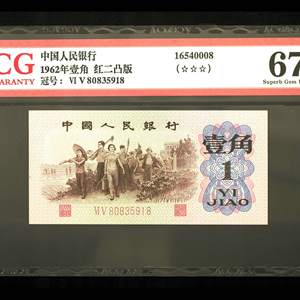 CG
ARANTY
中国人民银行
1962年壹角 红二凸版
冠号: VI V 80835918
16540008
(☆☆☆)
67
Superb Gem
中國人民銀行
壹角
1
YI
JIAO
VI V 80835918